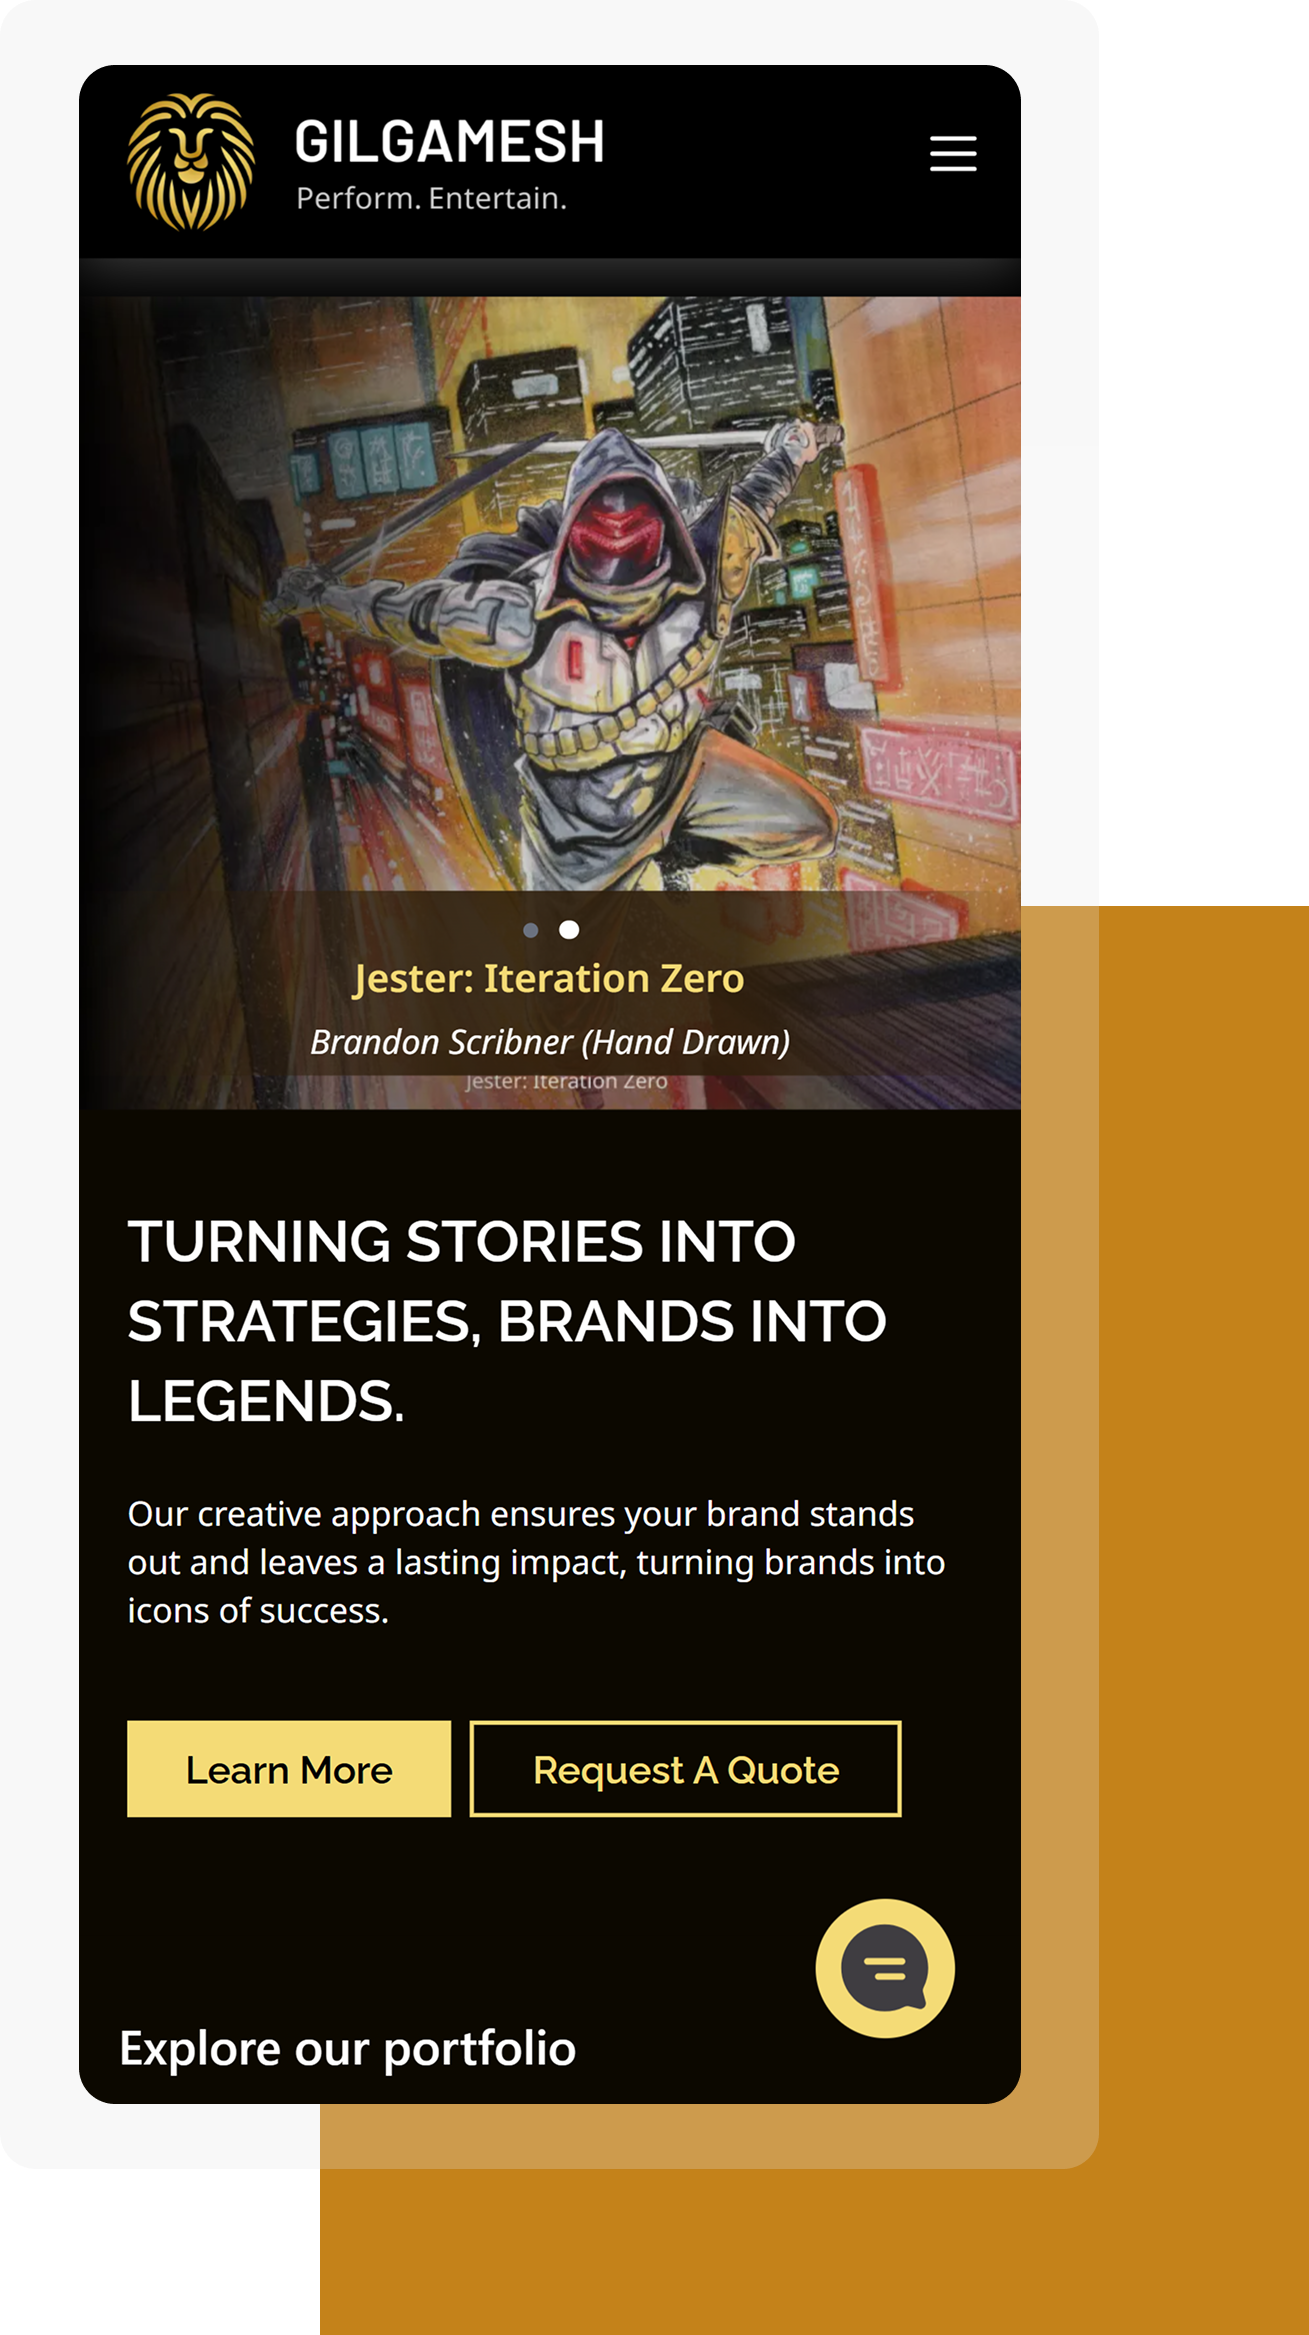 GILGAMESH
Perform. Entertain.
Jester: Iteration Zero
Brandon Scribner (Hand Drawn)
Jester: Iteration Zero
TURNING STORIES INTO
STRATEGIES, BRANDS INTO
LEGENDS.
Our creative approach ensures your brand stands
out and leaves a lasting impact, turning brands into
icons of success.
Learn More
Request A Quote
Explore our portfolio